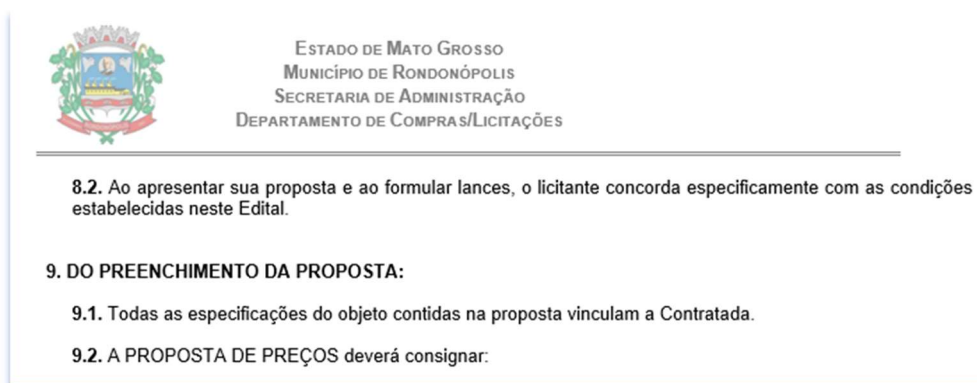 ESTADO DE MATO GROSSO
MUNICÍPIO DE RONDONÓPOLIS
SECRETARIA DE ADMINISTRAÇÃO
DEPARTAMENTO DE COMPRAS/LICITAÇÕES
8.2. Ao apresentar sua proposta e ao formular lances, o licitante concorda especificamente com as condições
estabelecidas neste Edital.
9. DO PREENCHIMENTO DA PROPOSTA:
9.1. Todas as especificações do objeto contidas na proposta vinculam a Contratada.
9.2. A PROPOSTA DE PREÇOS deverá consignar: